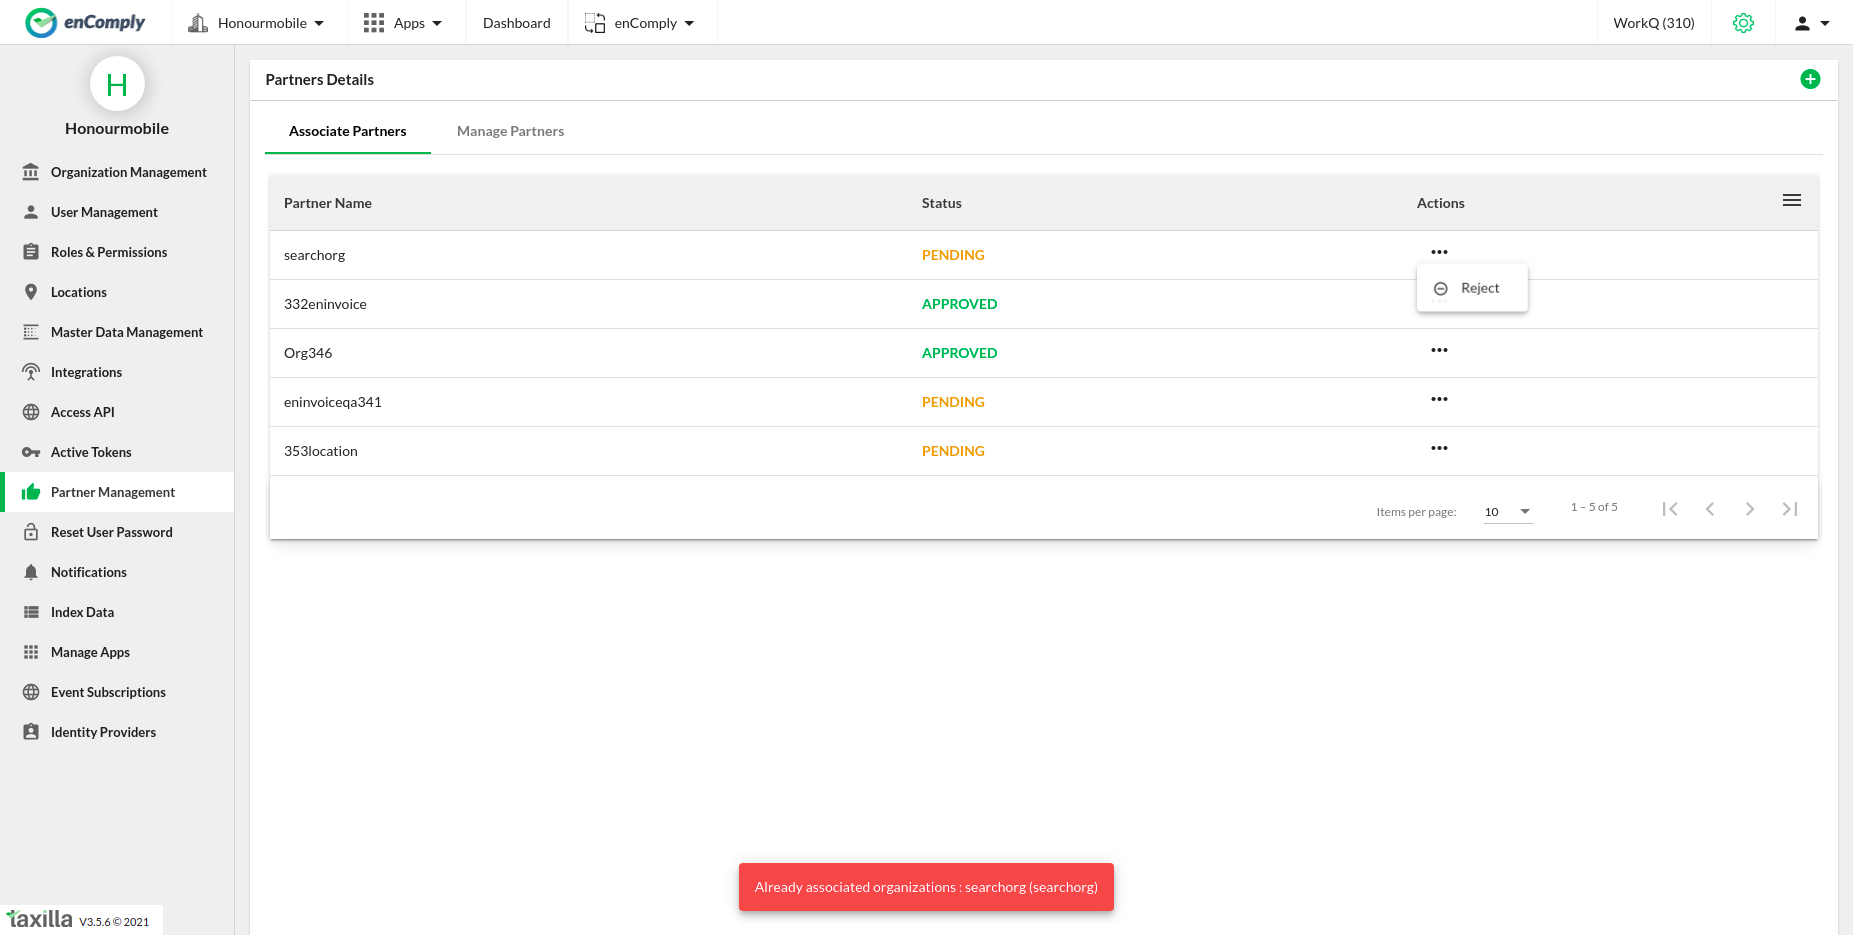 enComply
Honourmobile
Apps
Dashboard
enComply
WorkQ (310)
H
Honourmobile
Organization Management
User Management
Roles & Permissions
Locations
Master Data Management
Integrations
Access API
Active Tokens
Partner Management
Reset User Password
Notifications
Index Data
Manage Apps
Event Subscriptions
Identity Providers
taxilla V3.5.6 © 2021
Partners Details
Associate Partners
Manage Partners
Partner Name Status Actions
searchorg PENDING
Reject
332eninvoice APPROVED
Org346 APPROVED
eninvoiceqa341 PENDING
353location PENDING
Items per page: 10 1 – 5 of 5
Already associated organizations : searchorg (searchorg)